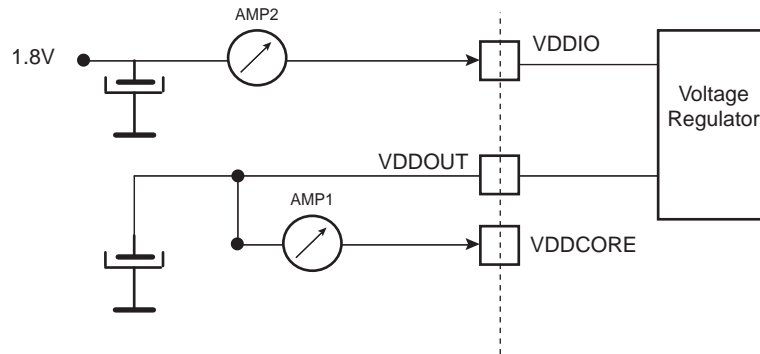 AMP2
1.8V
VDDIO
Voltage
Regulator
VDDOUT
AMP1
VDDCORE